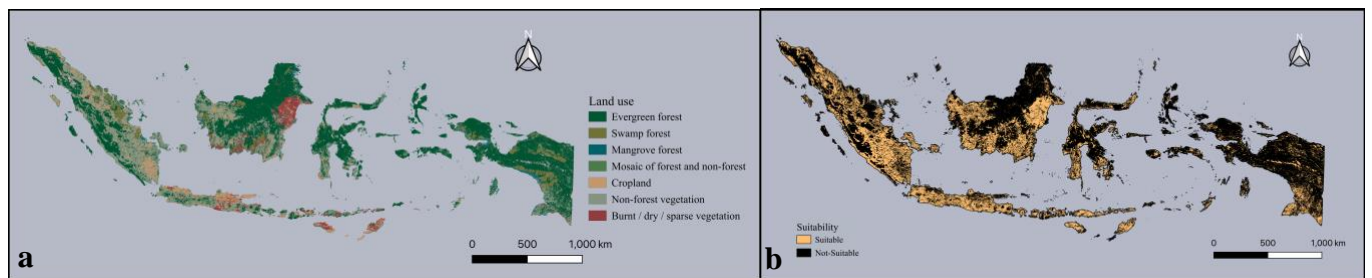 N
Land use
Evergreen forest
Swamp forest
Mangrove forest
Mosaic of forest and non-forest
Cropland
Non-forest vegetation
Burnt / dry / sparse vegetation
a
0 500 1,000 km
N
Suitability
Suitable
Not-Suitable
b
0 500 1,000 km